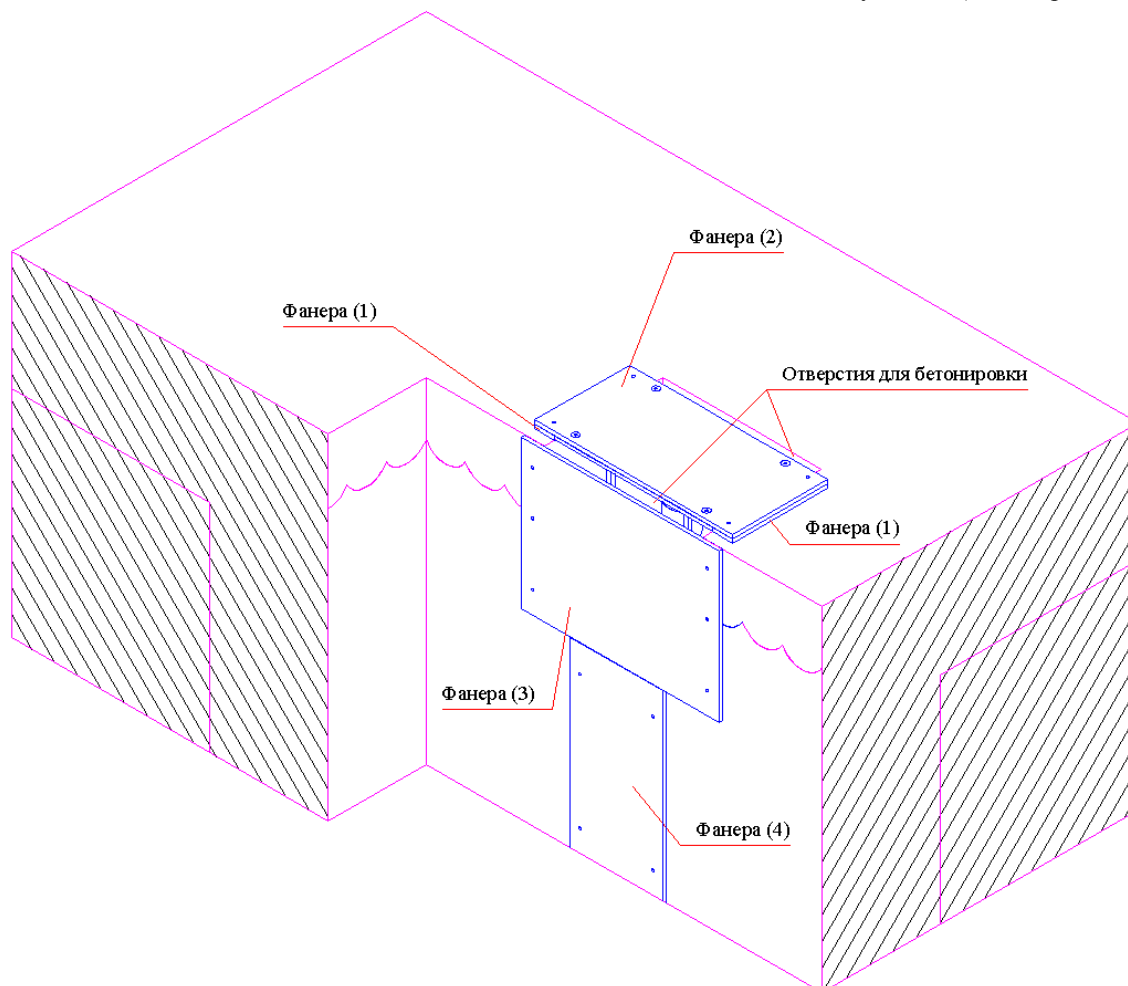 Фанера (2)
Фанера (1)
Отверстия для бетонировки
Фанера (1)
Фанера (3)
Фанера (4)